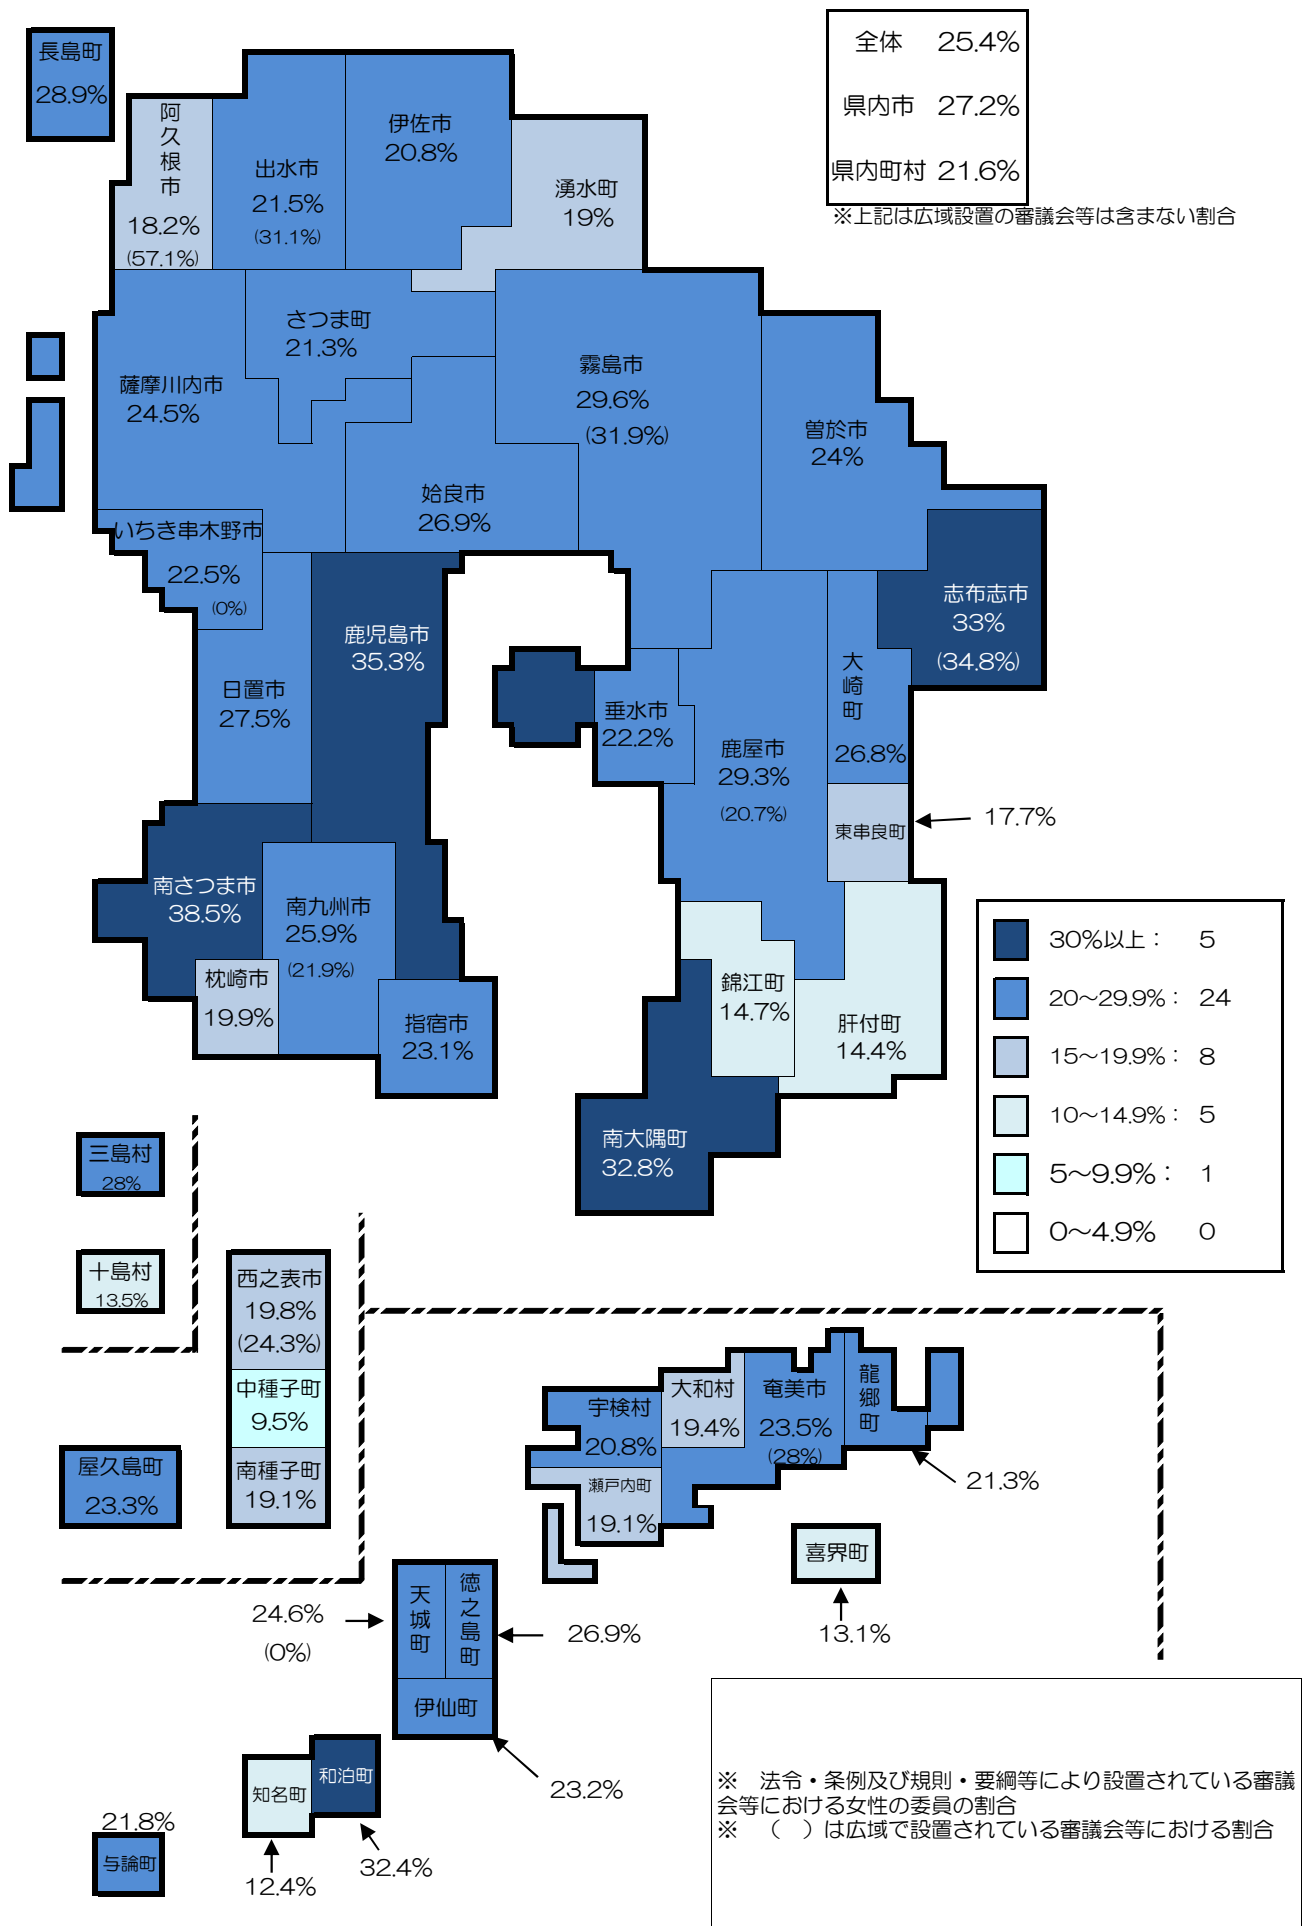 全体 25.4%
県内市 27.2%
県内町村 21.6%
※上記は広域設置の審議会等は含まない割合
長島町
28.9%
阿久根市
18.2%
(57.1%)
出水市
21.5%
(31.1%)
伊佐市
20.8%
湧水町
19%
さつま町
21.3%
薩摩川内市
24.5%
霧島市
29.6%
(31.9%)
曽於市
24%
姶良市
26.9%
いちき串木野市
22.5%
(0%)
鹿児島市
35.3%
志布志市
33%
(34.8%)
日置市
27.5%
垂水市
22.2%
鹿屋市
29.3%
(20.7%)
大崎町
26.8%
東串良町
17.7%
南さつま市
38.5%
南九州市
25.9%
(21.9%)
枕崎市
19.9%
指宿市
23.1%
錦江町
14.7%
肝付町
14.4%
南大隅町
32.8%
30%以上： 5
20～29.9%： 24
15～19.9%： 8
10～14.9%： 5
5～9.9%： 1
0～4.9% 0
三島村
28%
十島村
13.5%
西之表市
19.8%
(24.3%)
中種子町
9.5%
南種子町
19.1%
屋久島町
23.3%
大和村
19.4%
奄美市
23.5%
(28%)
龍郷町
21.3%
宇検村
20.8%
瀬戸内町
19.1%
喜界町
13.1%
天城町
24.6%
(0%)
徳之島町
26.9%
伊仙町
23.2%
和泊町
32.4%
知名町
12.4%
21.8%
与論町
※　法令・条例及び規則・要綱等により設置されている審議
会等における女性の委員の割合
※　（　）は広域で設置されている審議会等における割合